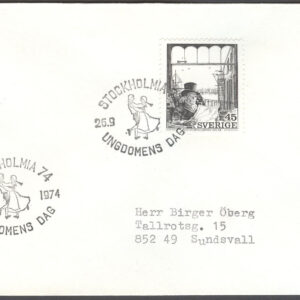 STOCKHOLMIA
26.9
UNGDOMENS DAG
1.45
SVERIGE
HOLMIA 74
1974
OMENS DAG
Herr Birger Öberg
Tallrotsg. 15
852 49 Sundsvall